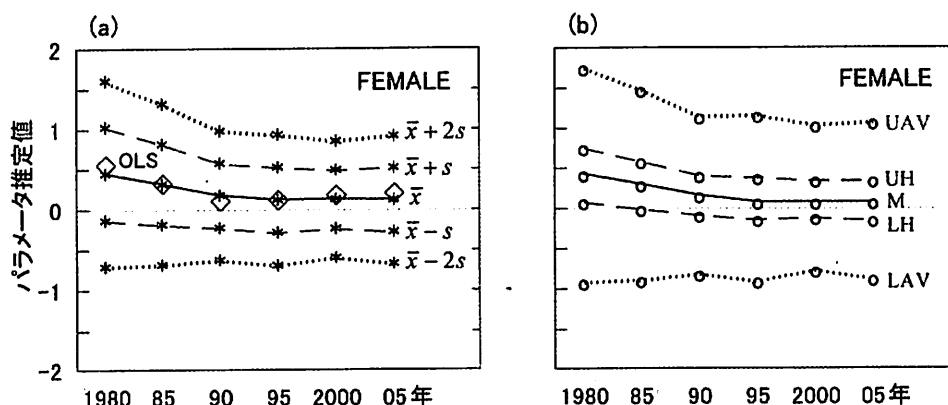 (a)
FEMALE
パラメータ推定値
2
1
0
-1
-2
OLS
x̄+2s
x̄+s
x̄
x̄−s
x̄−2s
1980 85 90 95 2000 05年
(b)
FEMALE
UAV
UH
M
LH
LAV
1980 85 90 95 2000 05年